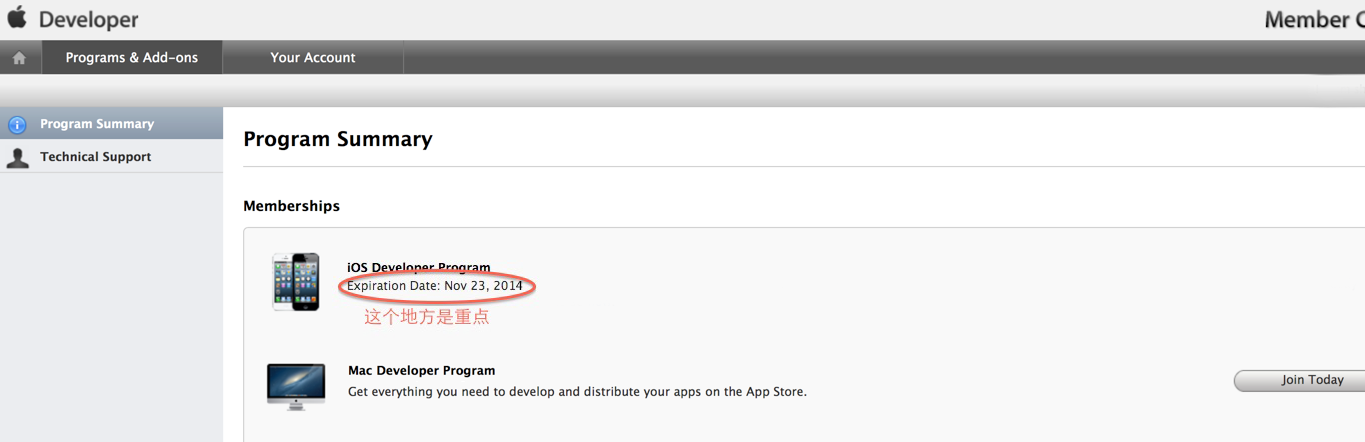 Developer
Member C
Programs & Add-ons
Your Account
Program Summary
Technical Support
Program Summary
Memberships
iOS Developer Program
Expiration Date: Nov 23, 2014
这个地方是重点
Mac Developer Program
Get everything you need to develop and distribute your apps on the App Store.
Join Today